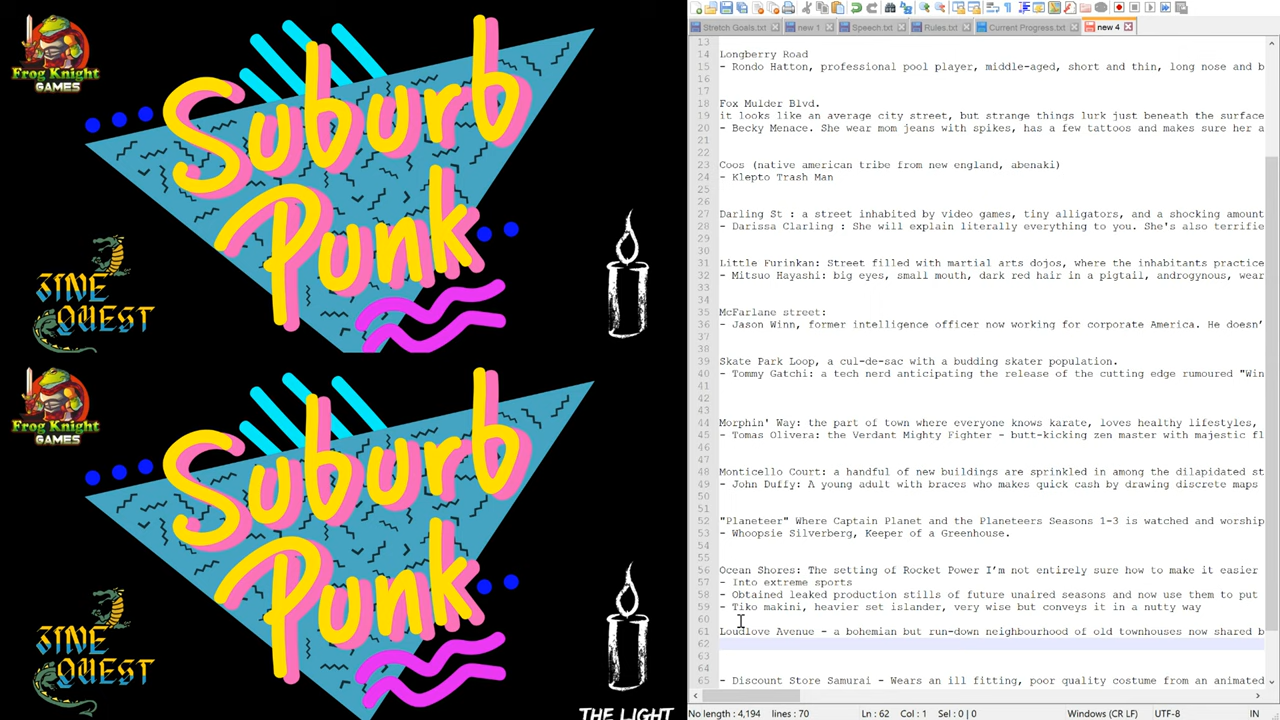 Frog Knight
GAMES
Suburb
Punk
ZINE
QUEST
Frog Knight
GAMES
Suburb
Punk
ZINE
QUEST
THE LIGHT
Stretch Goals.txt new 1 Speech.txt Rules.txt Current Progress.txt new 4
13
14 Longberry Road
15 - Rondo Hatton, professional pool player, middle-aged, short and thin, long nose and b
16
17
18 Fox Mulder Blvd.
19 it looks like an average city street, but strange things lurk just beneath the surface
20 - Becky Menace. She wear mom jeans with spikes, has a few tattoos and makes sure her a
21
22
23 Coos (native american tribe from new england, abenaki)
24 - Klepto Trash Man
25
26
27 Darling St : a street inhabited by video games, tiny alligators, and a shocking amount
28 - Darissa Clarling : She will explain literally everything to you. She's also terrifie
29
30
31 Little Furinkan: Street filled with martial arts dojos, where the inhabitants practice
32 - Mitsuo Hayashi: big eyes, small mouth, dark red hair in a pigtail, androgynous, wear
33
34
35 McFarlane street:
36 - Jason Winn, former intelligence officer now working for corporate America. He doesn’
37
38
39 Skate Park Loop, a cul-de-sac with a budding skater population.
40 - Tommy Gatchi: a tech nerd anticipating the release of the cutting edge rumoured "Win
41
42
43
44 Morphin' Way: the part of town where everyone knows karate, loves healthy lifestyles,
45 - Tomas Olivera: the Verdant Mighty Fighter - butt-kicking zen master with majestic fl
46
47
48 Monticello Court: a handful of new buildings are sprinkled in among the dilapidated st
49 - John Duffy: A young adult with braces who makes quick cash by drawing discrete maps
50
51
52 "Planeteer" Where Captain Planet and the Planeteers Seasons 1-3 is watched and worship
53 - Whoopsie Silverberg, Keeper of a Greenhouse.
54
55
56 Ocean Shores: The setting of Rocket Power I’m not entirely sure how to make it easier
57 - Into extreme sports
58 - Obtained leaked production stills of future unaired seasons and now use them to put
59 - Tiko makini, heavier set islander, very wise but conveys it in a nutty way
60
61 Loudlove Avenue - a bohemian but run-down neighbourhood of old townhouses now shared b
62
63
64
65 - Discount Store Samurai - Wears an ill fitting, poor quality costume from an animated
No length : 4,194 lines : 70 Ln : 62 Col : 1 Sel : 0 | 0 Windows (CR LF) UTF-8 IN